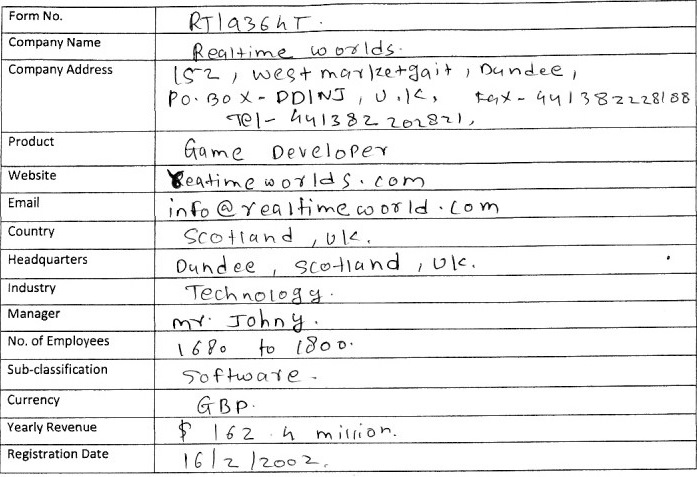 Form No. RT1936hT.
Company Name Realtime worlds.
Company Address 152, west marketgait, Dundee,
PO.BOX-DD1NJ, U.K, Fax-441382228188
Tel-441382 202821,
Product Game Developer
Website Reatimeworlds.com
Email info@realtimeworld.com
Country Scotland, UK.
Headquarters Dundee, scotland, UK.
Industry Technology.
Manager mr. Johny.
No. of Employees 1680 to 1800.
Sub-classification Software.
Currency GBP.
Yearly Revenue $ 162.4 million.
Registration Date 16/2/2002.